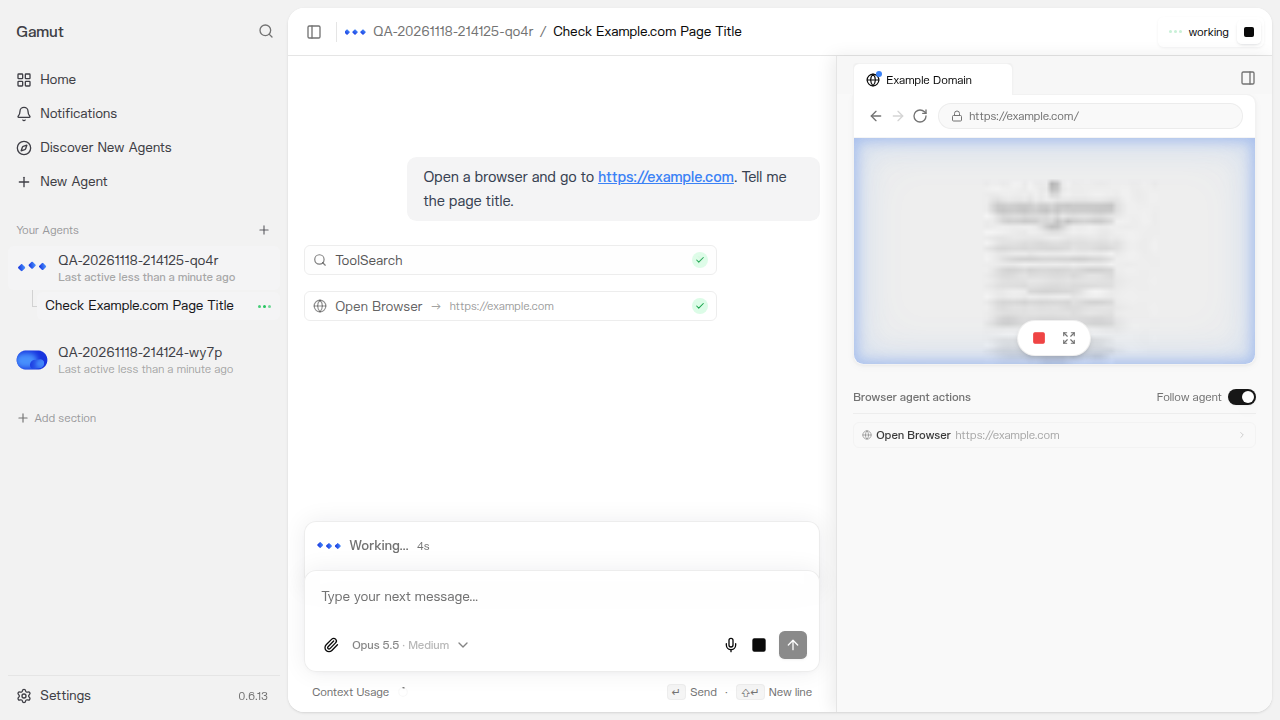 Gamut
Home
Notifications
Discover New Agents
New Agent
Your Agents
QA-20261118-214125-qo4r
Last active less than a minute ago
Check Example.com Page Title
QA-20261118-214124-wy7p
Last active less than a minute ago
Add section
Settings
0.6.13
QA-20261118-214125-qo4r / Check Example.com Page Title
working
Open a browser and go to https://example.com. Tell me
the page title.
ToolSearch
Open Browser → https://example.com
Working... 4s
Type your next message...
Opus 5.5 · Medium
Context Usage
Send · New line
Example Domain
https://example.com/
Browser agent actions
Follow agent
Open Browser https://example.com